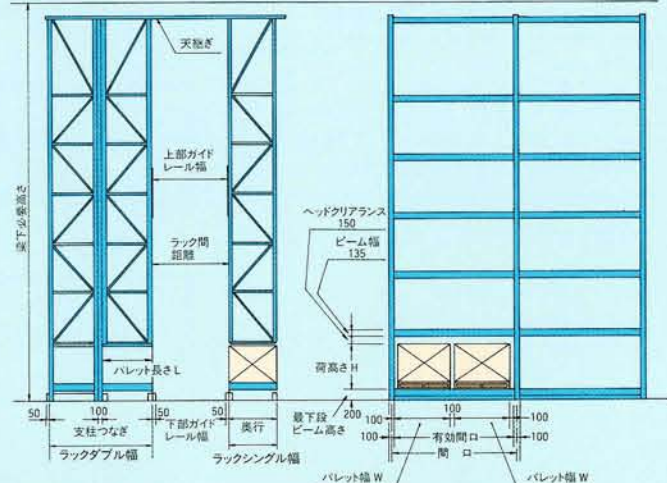 天継ぎ
上部ガイド
レール幅
梁下必要高さ
ラック間
距離
ヘッドクリアランス
150
ビーム幅
135
荷高さH
パレット長さL
200
最下段
ビーム高さ
50
100
50
50
50
支柱つなぎ
下部ガイド
レール幅
奥行
ラックダブル幅
ラックシングル幅
100
100
100
100
有効間口
100
間口
パレット幅W
パレット幅W